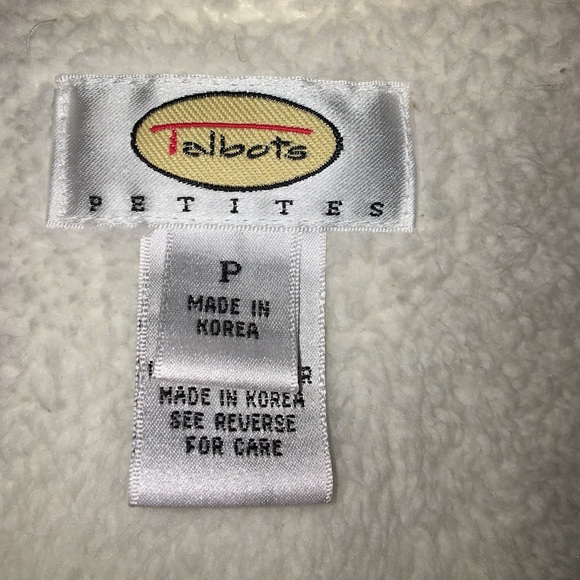 Talbots
PETITES
P
MADE IN
KOREA
R
MADE IN KOREA
SEE REVERSE
FOR CARE